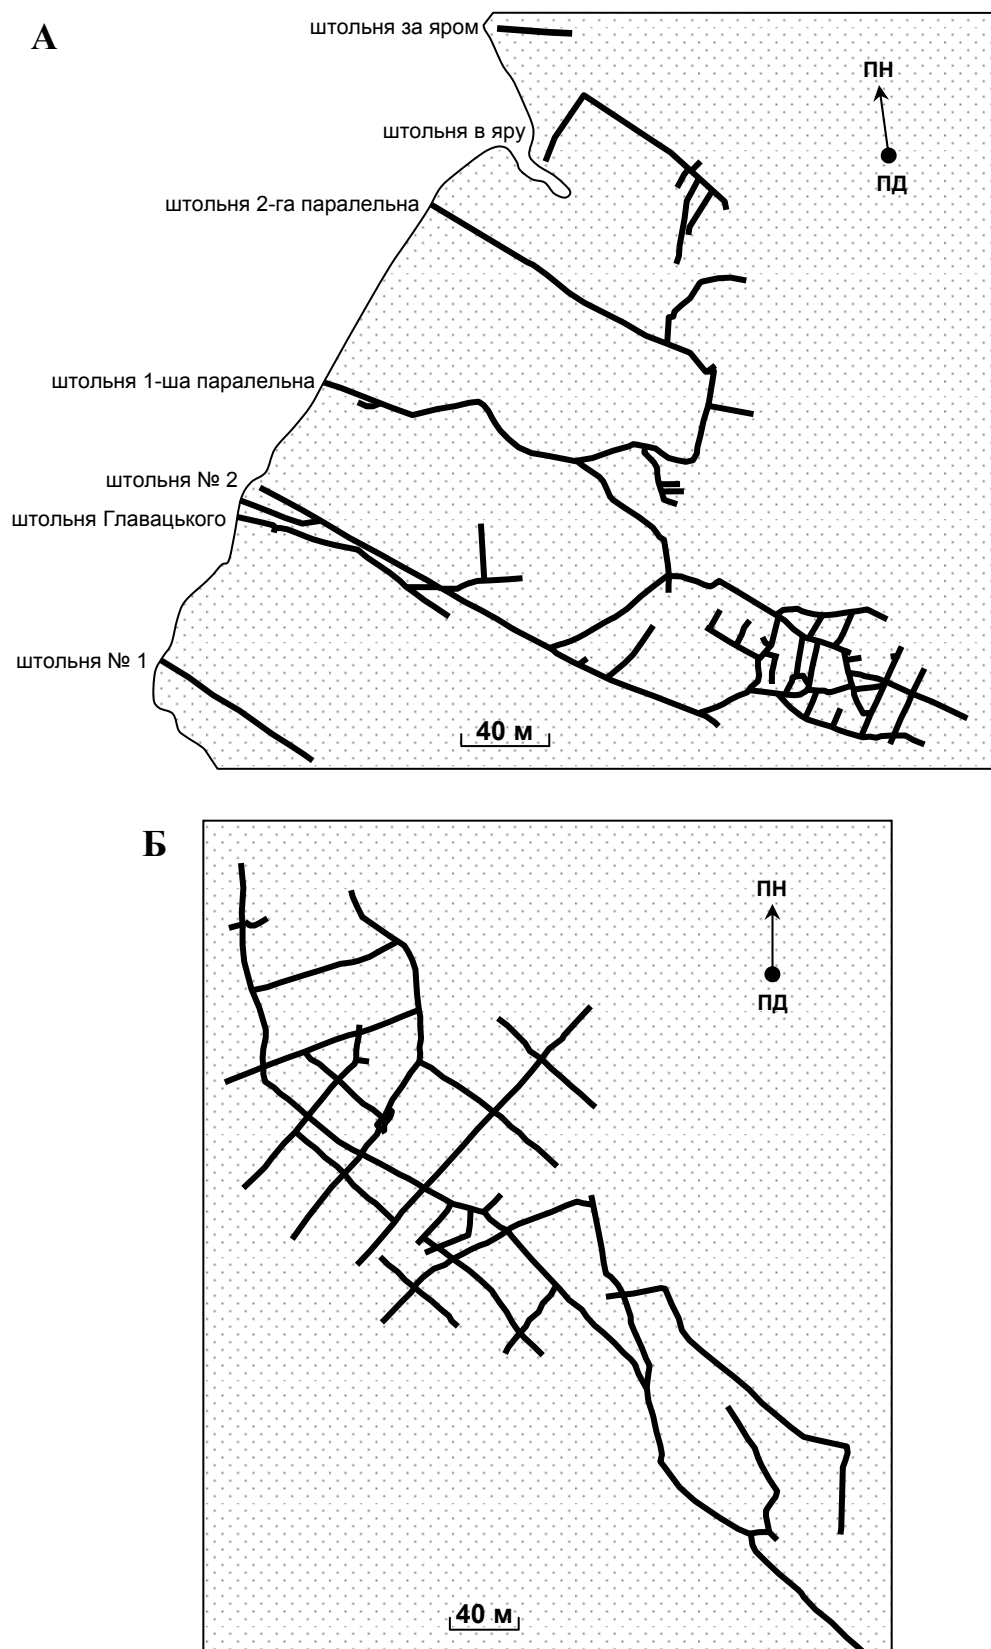 А
штольня за яром
ПН
штольня в яру
ПД
штольня 2-га паралельна
штольня 1-ша паралельна
штольня № 2
штольня Главацького
штольня № 1
40 м
Б
ПН
ПД
40 м